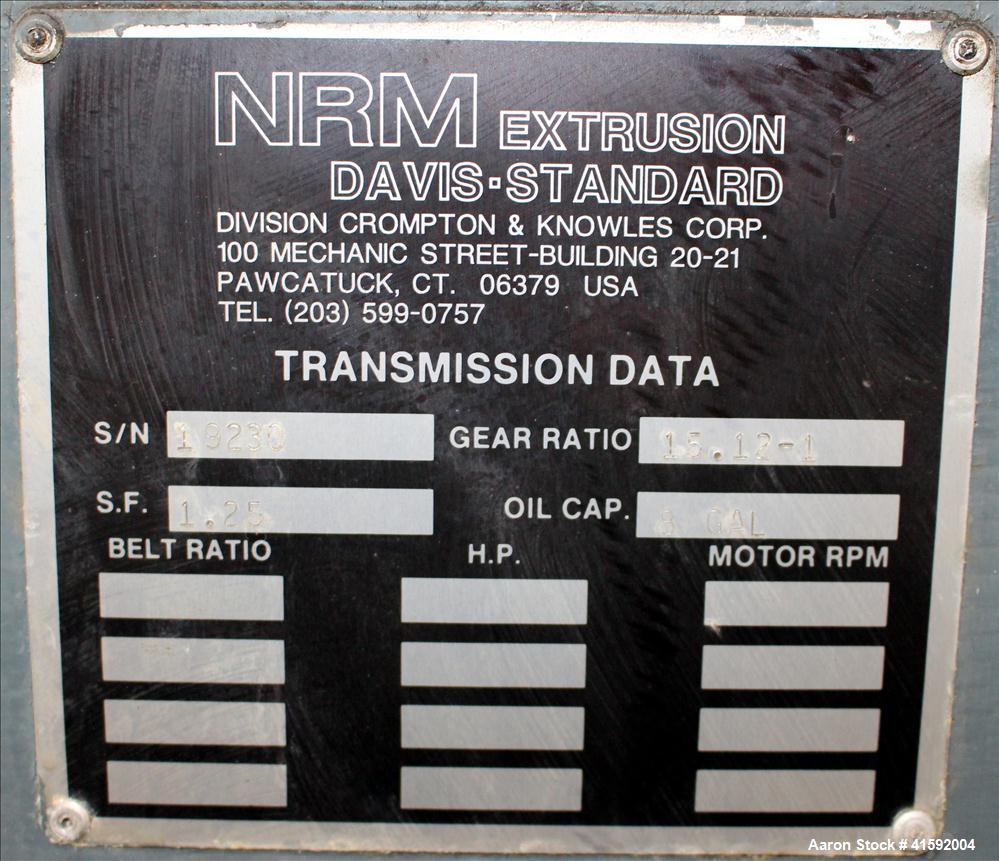 NRM EXTRUSION
DAVIS·STANDARD
DIVISION CROMPTON & KNOWLES CORP.
100 MECHANIC STREET-BUILDING 20-21
PAWCATUCK, CT. 06379 USA
TEL. (203) 599-0757
TRANSMISSION DATA
S/N GEAR RATIO 15.12-1
S.F. 1.25 OIL CAP. GAL
BELT RATIO H.P. MOTOR RPM
Aaron Stock # 41592004